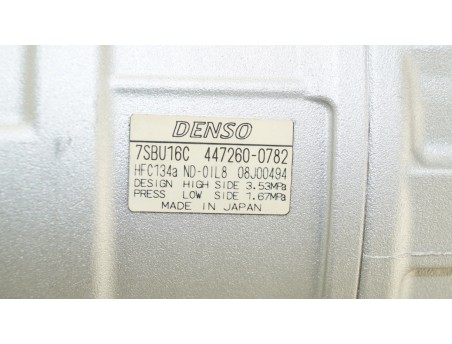 DENSO
7SBU16C 447260-0782
HFC134a ND-OIL8 08J00494
DESIGN HIGH SIDE 3.53MPa
PRESS LOW SIDE 1.67MPa
MADE IN JAPAN